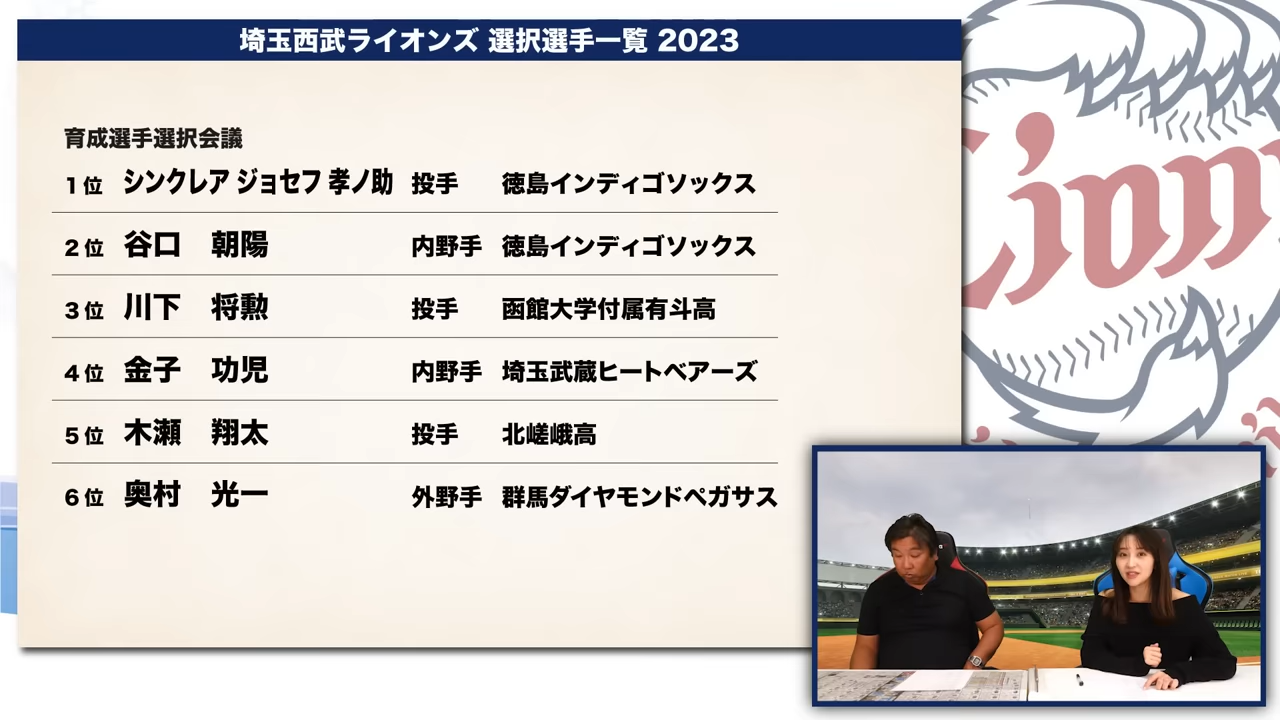 埼玉西武ライオンズ 選択選手一覧 2023
育成選手選択会議
1位 シンクレア ジョセフ 孝ノ助 投手 徳島インディゴソックス
2位 谷口 朝陽 内野手 徳島インディゴソックス
3位 川下 将勲 投手 函館大学付属有斗高
4位 金子 功児 内野手 埼玉武蔵ヒートベアーズ
5位 木瀬 翔太 投手 北嵯峨高
6位 奥村 光一 外野手 群馬ダイヤモンドペガサス
Lions